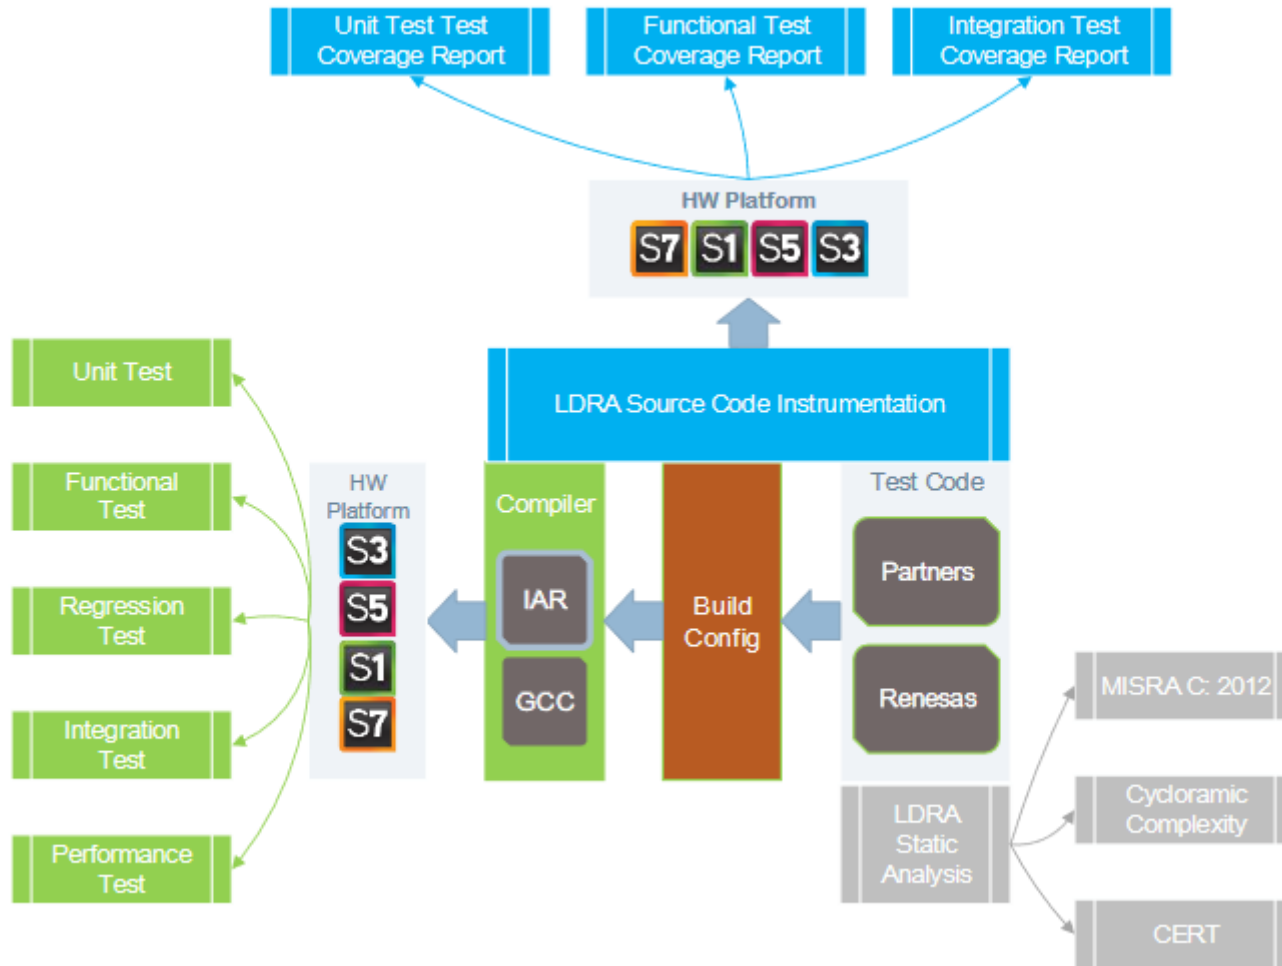 Unit Test Test
Coverage Report
Functional Test
Coverage Report
Integration Test
Coverage Report
HW Platform
S7 S1 S5 S3
LDRA Source Code Instrumentation
Unit Test
Functional
Test
Regression
Test
Integration
Test
Performance
Test
HW
Platform
S3
S5
S1
S7
Compiler
IAR
GCC
Build
Config
Test Code
Partners
Renesas
LDRA
Static
Analysis
MISRA C: 2012
Cycloramic
Complexity
CERT